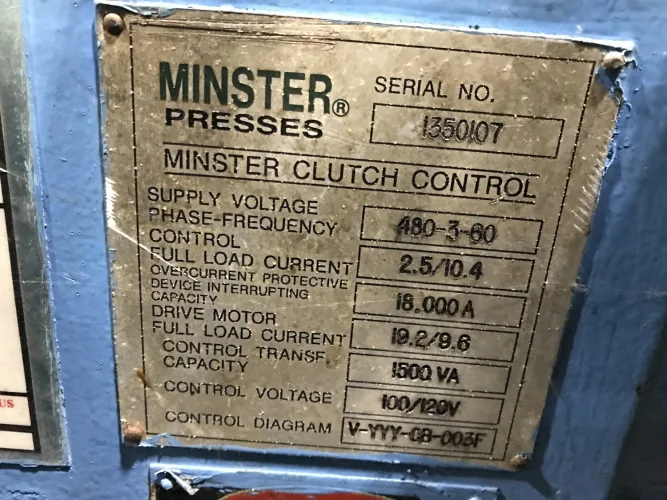 MINSTER®
PRESSES
SERIAL NO.
1350107
MINSTER CLUTCH CONTROL
SUPPLY VOLTAGE
PHASE-FREQUENCY 480-3-60
CONTROL
FULL LOAD CURRENT 2.5/10.4
OVERCURRENT PROTECTIVE
DEVICE INTERRUPTING
CAPACITY 18.000 A
DRIVE MOTOR
FULL LOAD CURRENT 19.2/9.6
CONTROL TRANSF.
CAPACITY 1500 VA
CONTROL VOLTAGE 100/120V
CONTROL DIAGRAM V-YYY-CB-003F
US